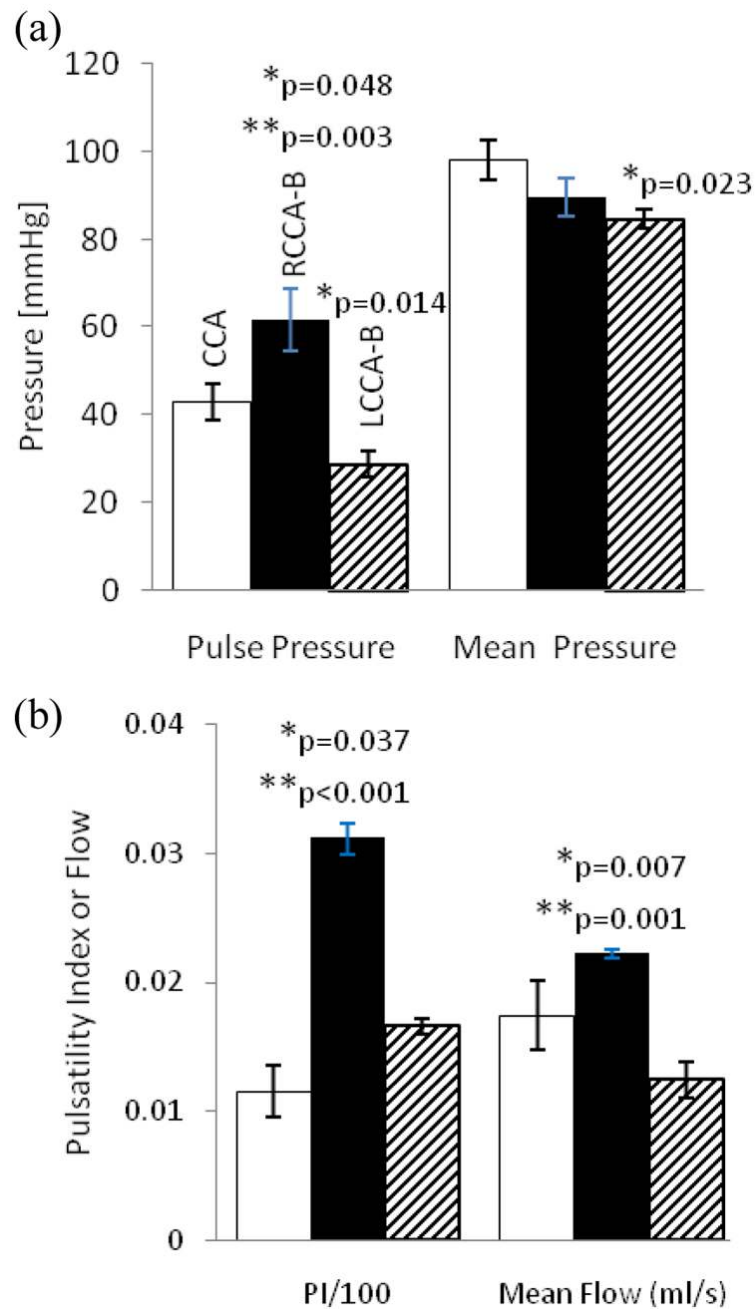 (a)
120
100
80
60
40
20
0
Pressure [mmHg]
*p=0.048
**p=0.003
*p=0.023
*p=0.014
CCA
RCCA-B
LCCA-B
Pulse Pressure
Mean Pressure
(b)
0.04
0.03
0.02
0.01
0
Pulsatility Index or Flow
*p=0.037
**p<0.001
*p=0.007
**p=0.001
PI/100
Mean Flow (ml/s)